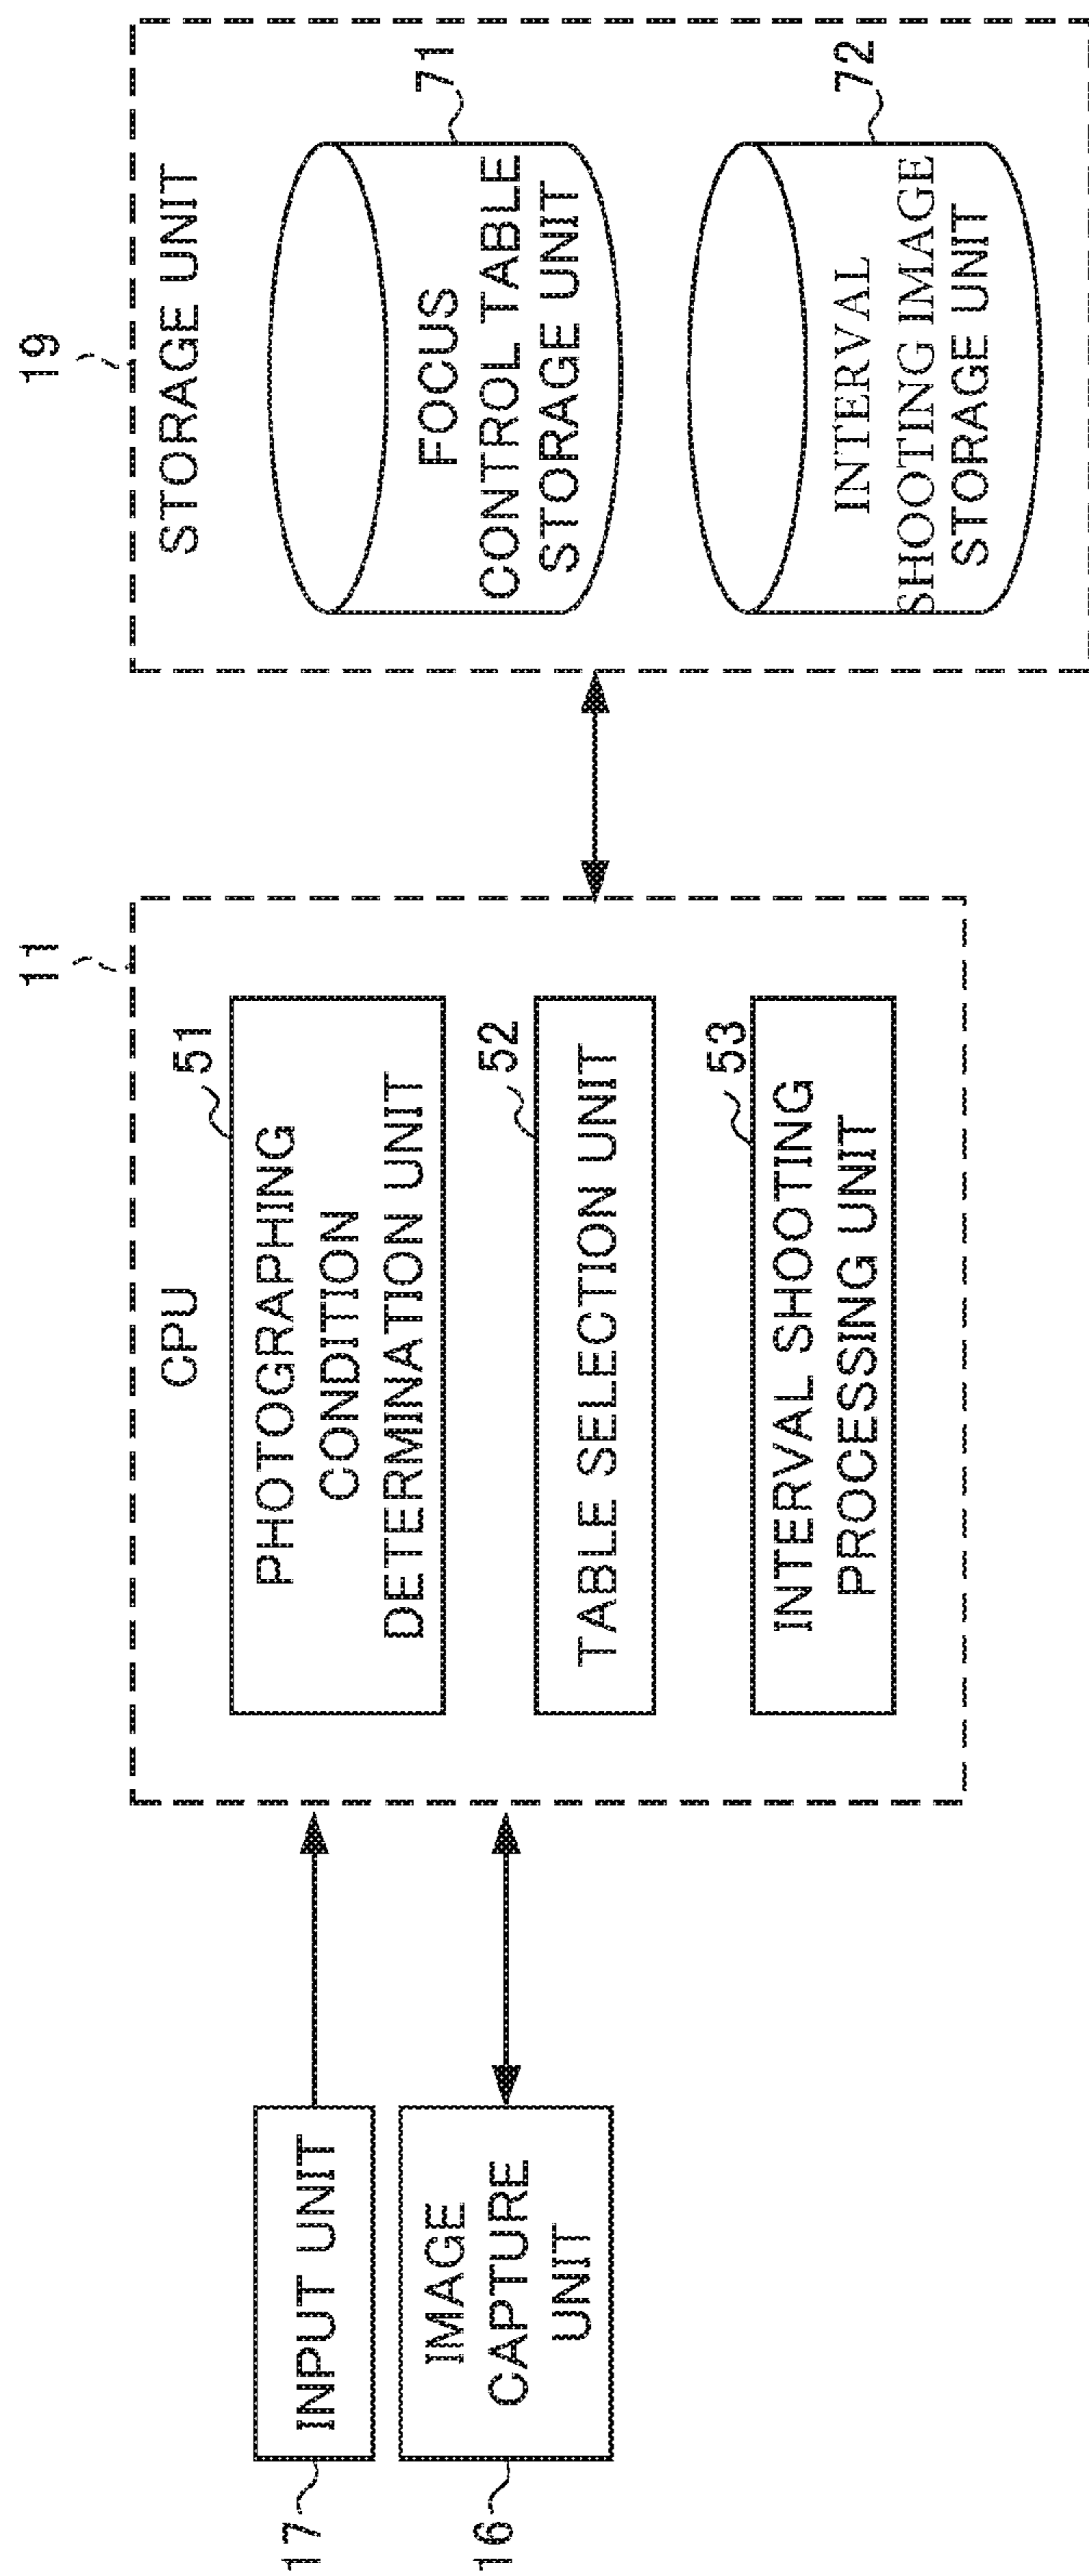 17
INPUT UNIT
16
IMAGE
CAPTURE
UNIT
11
CPU
51
PHOTOGRAPHING
CONDITION
DETERMINATION UNIT
52
TABLE SELECTION UNIT
53
INTERVAL SHOOTING
PROCESSING UNIT
19
STORAGE UNIT
71
FOCUS
CONTROL TABLE
STORAGE UNIT
72
INTERVAL
SHOOTING IMAGE
STORAGE UNIT